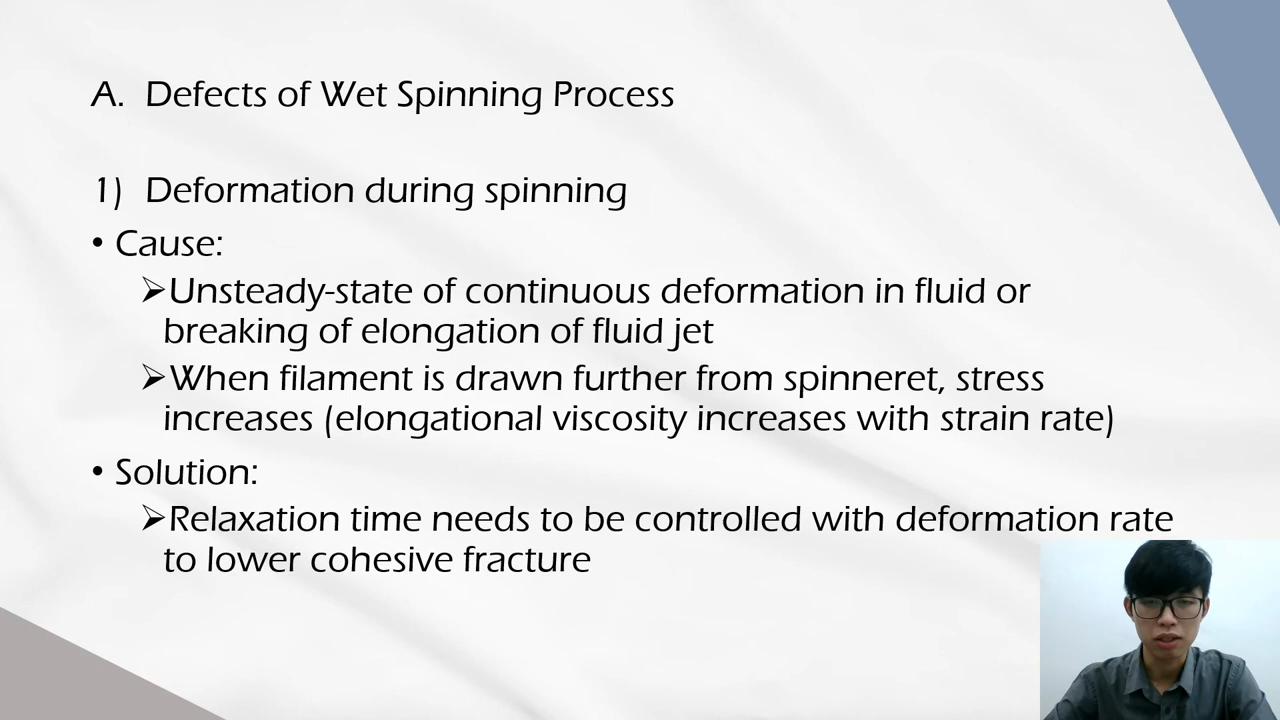 A. Defects of Wet Spinning Process
1) Deformation during spinning
• Cause:
➢Unsteady-state of continuous deformation in fluid or
breaking of elongation of fluid jet
➢When filament is drawn further from spinneret, stress
increases (elongational viscosity increases with strain rate)
• Solution:
➢Relaxation time needs to be controlled with deformation rate
to lower cohesive fracture